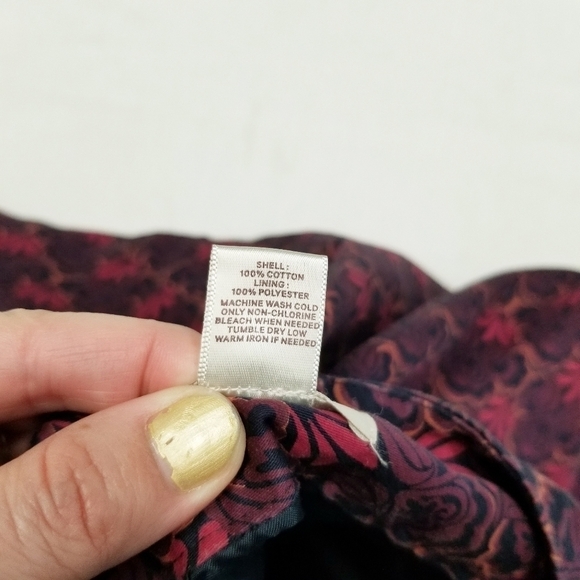 SHELL :
100% COTTON
LINING :
100% POLYESTER
MACHINE WASH COLD
ONLY NON-CHLORINE
BLEACH WHEN NEEDED
TUMBLE DRY LOW
WARM IRON IF NEEDED